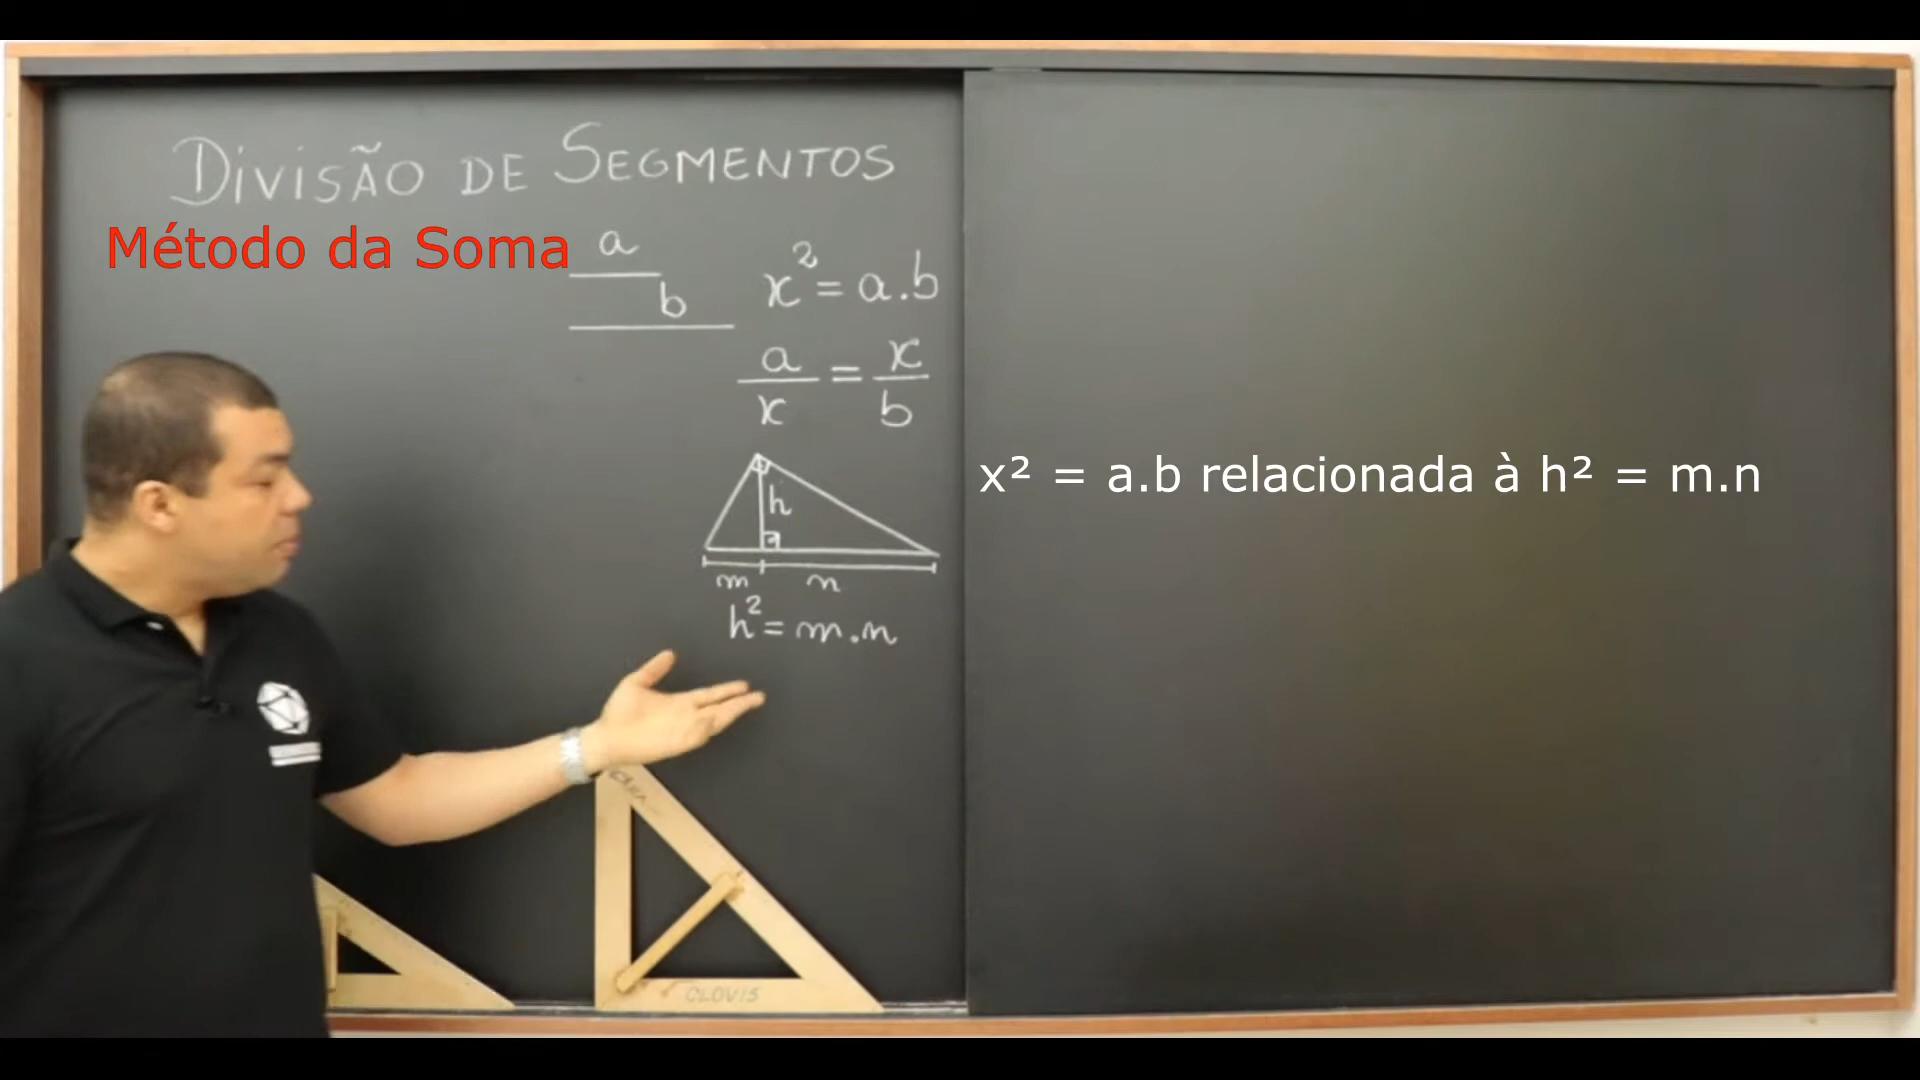 DIVISÃO DE SEGMENTOS
Método da Soma
a
b
x² = a.b
a/x = x/b
h
m n
h² = m.n
x² = a.b relacionada à h² = m.n
CLOVIS